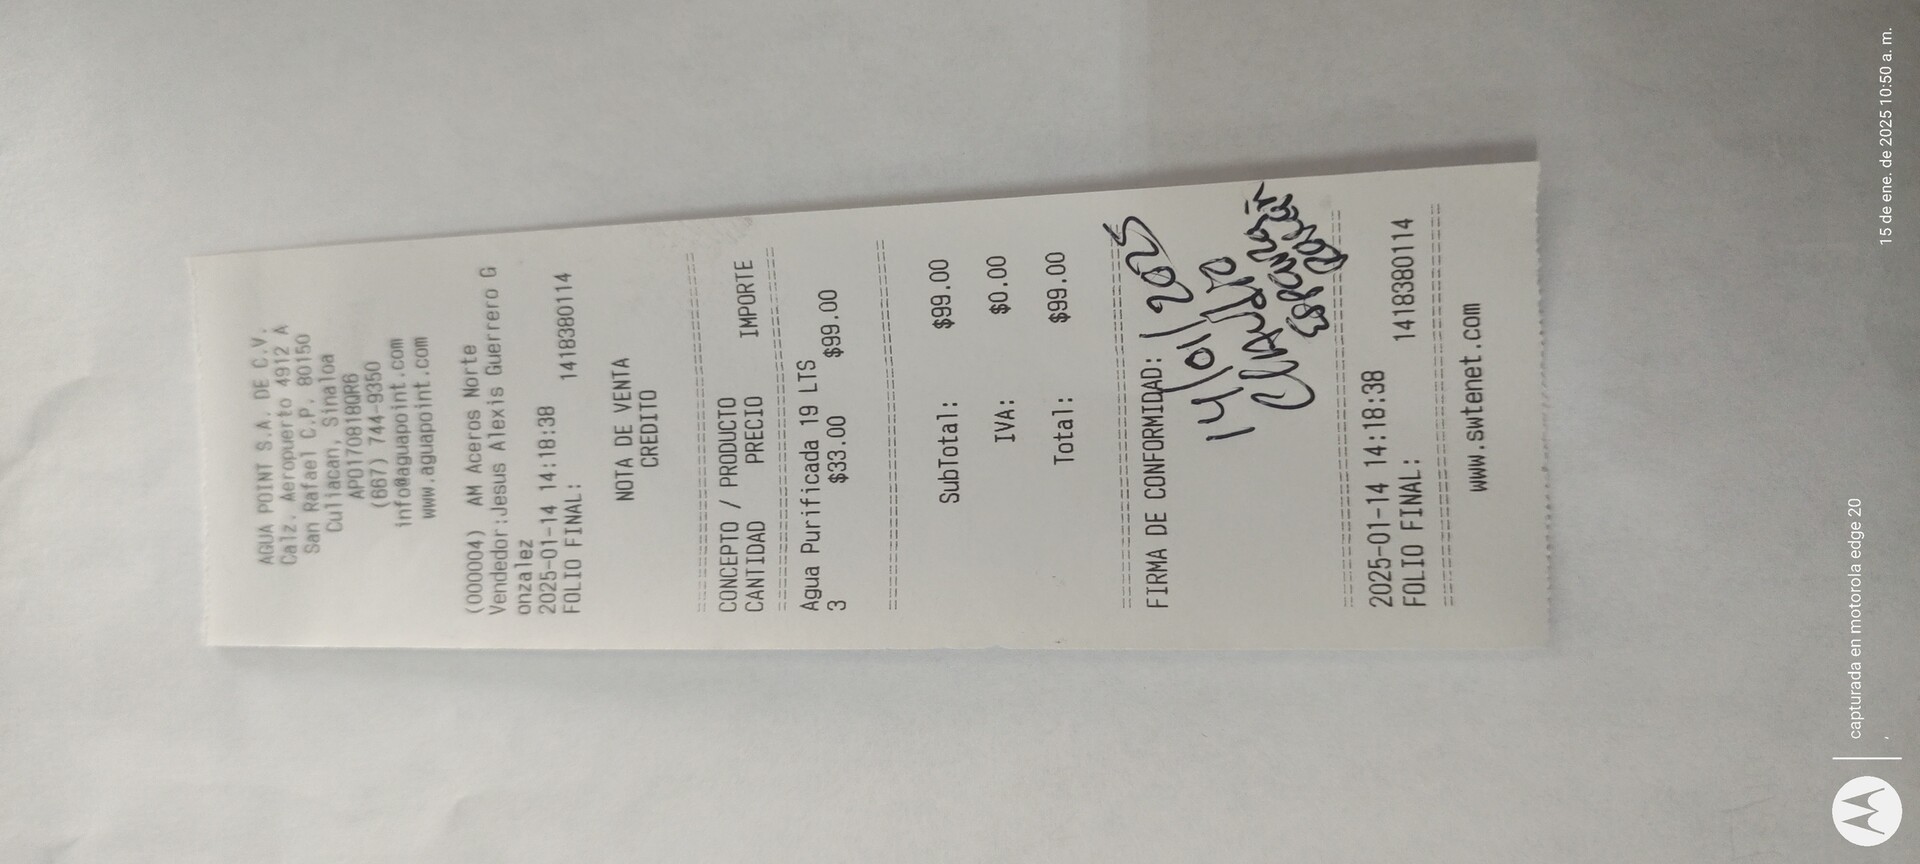 AGUA POINT S.A. DE C.V.
Calz. Aeropuerto 4912 A
San Rafael C.P. 80150
Culiacan, Sinaloa
APO170818QR6
(667) 744-9350
info@aguapoint.com
www.aguapoint.com
(000004) AM Aceros Norte
Vendedor:Jesus Alexis Guerrero G
onzalez
2025-01-14 14:18:38
FOLIO FINAL: 1418380114
NOTA DE VENTA
CREDITO
CONCEPTO / PRODUCTO
CANTIDAD PRECIO IMPORTE
Agua Purificada 19 LTS
3 $33.00 $99.00
SubTotal: $99.00
IVA: $0.00
Total: $99.00
FIRMA DE CONFORMIDAD:
14/01/2025
Claudio
Esparza
2025-01-14 14:18:38
FOLIO FINAL: 1418380114
www.swtenet.com
capturada en motorola edge 20
15 de ene. de 2025 10:50 a. m.